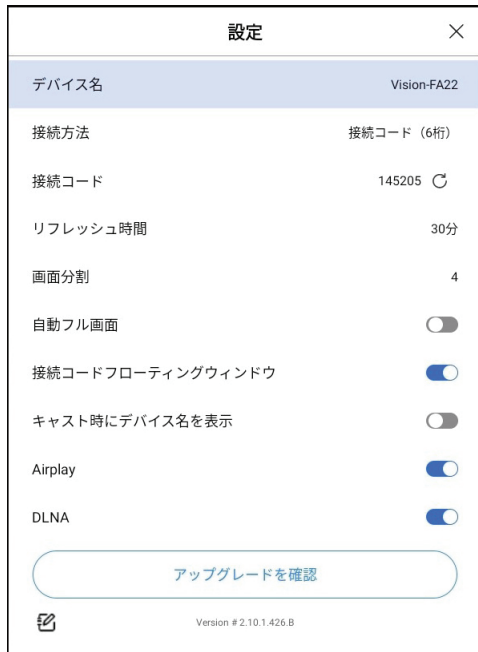 設定
デバイス名 Vision-FA22
接続方法 接続コード（6桁）
接続コード 145205
リフレッシュ時間 30分
画面分割 4
自動フル画面
接続コードフローティングウィンドウ
キャスト時にデバイス名を表示
Airplay
DLNA
アップグレードを確認
Version # 2.10.1.426.B